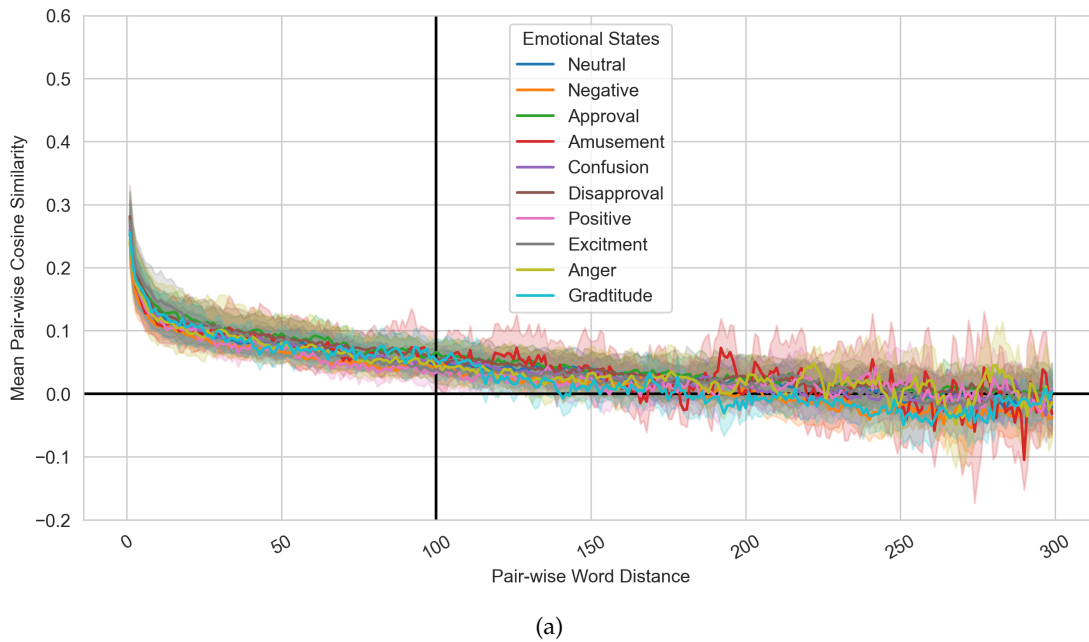 0.6
0.5
0.4
0.3
0.2
0.1
0.0
−0.1
−0.2
Mean Pair-wise Cosine Similarity
Emotional States
Neutral
Negative
Approval
Amusement
Confusion
Disapproval
Positive
Excitment
Anger
Gradtitude
0
50
100
150
200
250
300
Pair-wise Word Distance
(a)